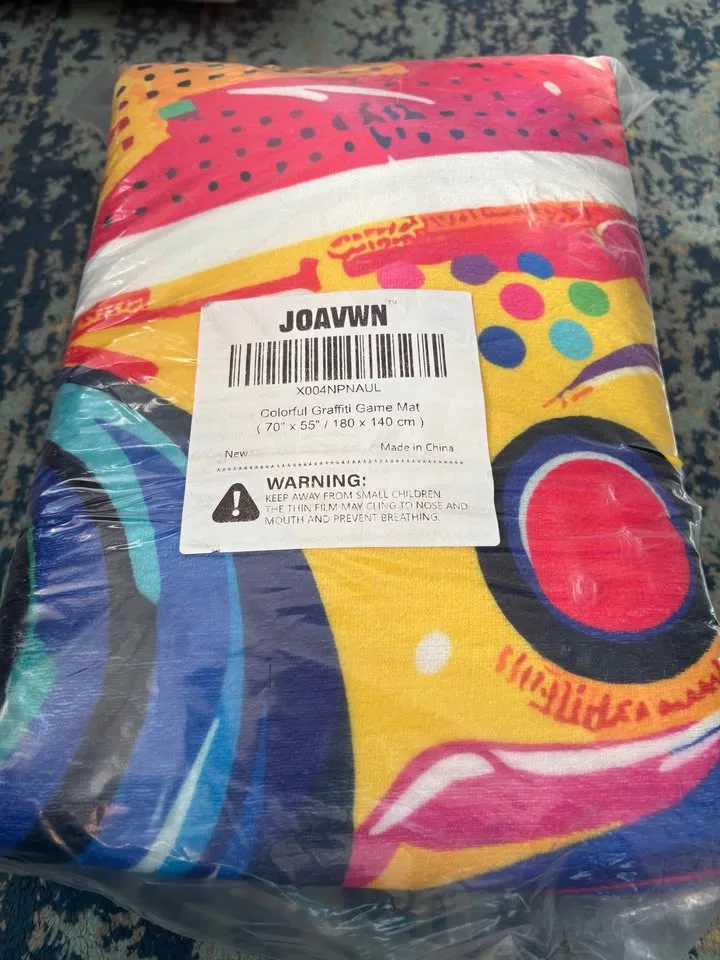 JOAVWN™
X004NPNAUL
Colorful Graffiti Game Mat
( 70" x 55" / 180 x 140 cm )
New Made in China
WARNING:
KEEP AWAY FROM SMALL CHILDREN.
THE THIN FILM MAY CLING TO NOSE AND
MOUTH AND PREVENT BREATHING.